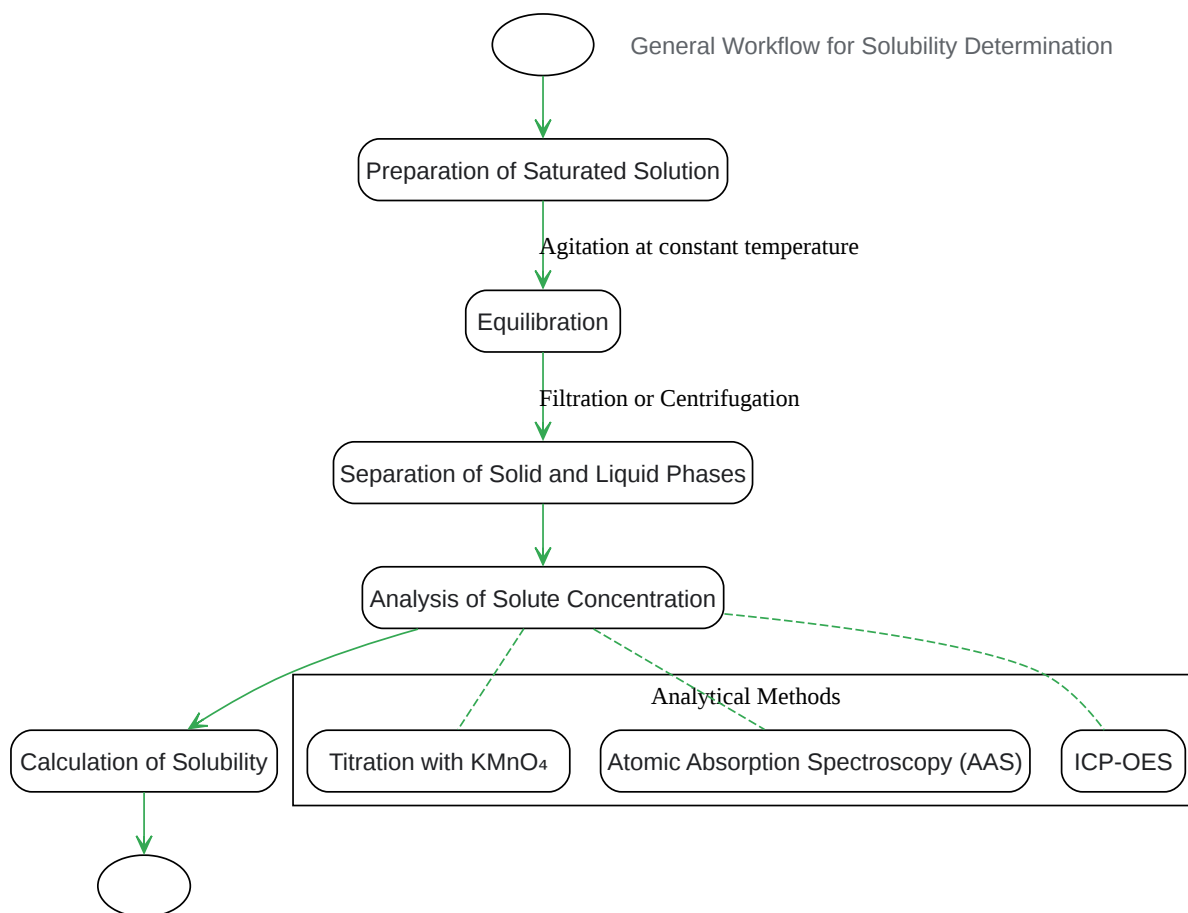 General Workflow for Solubility Determination
Preparation of Saturated Solution
Agitation at constant temperature
Equilibration
Filtration or Centrifugation
Separation of Solid and Liquid Phases
Analysis of Solute Concentration
Analytical Methods
Calculation of Solubility
Titration with KMnO₄
Atomic Absorption Spectroscopy (AAS)
ICP-OES